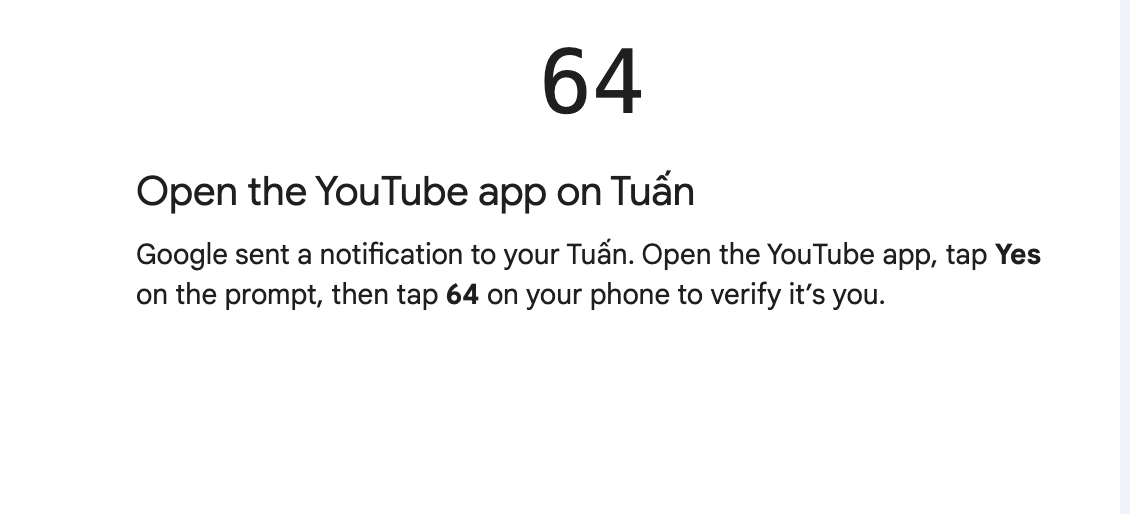 64
Open the YouTube app on Tuấn
Google sent a notification to your Tuấn. Open the YouTube app, tap Yes
on the prompt, then tap 64 on your phone to verify it’s you.